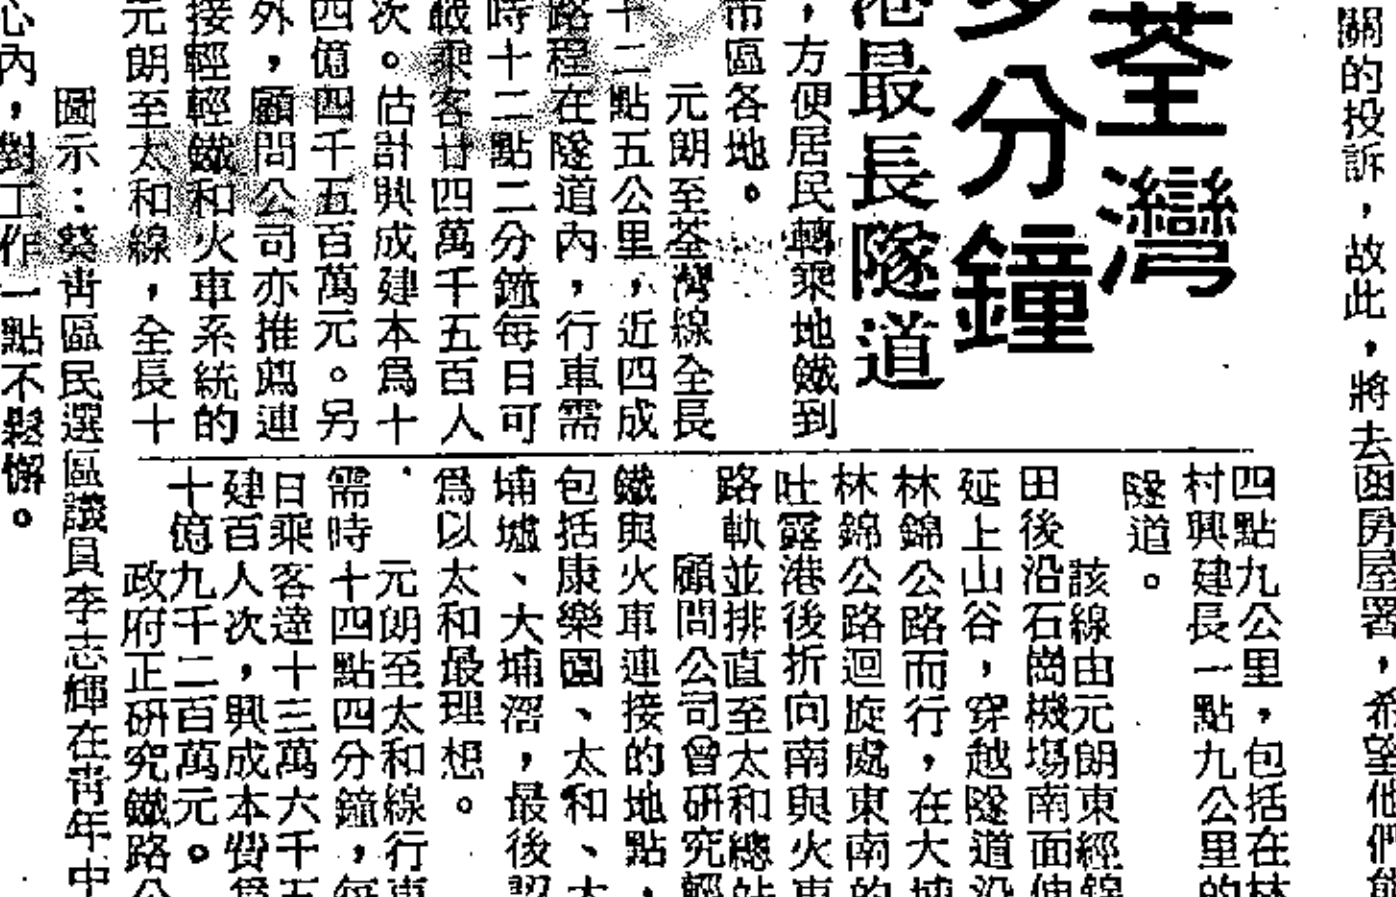 關的投訴，故此，將去函房屋署，希望他們能
荃灣
多分鐘
港最長隧道
，方便居民轉乘地鐵到
市區各地。
元朗至荃灣線全長
十二點五公里，近四成
路程在隧道內，行車需
時十二點二分鐘每日可
載乘客廿四萬千五百人
次。估計興成建本爲十
四億四千五百萬元。另
外，顧問公司亦推薦連
接輕輕鐵和火車系統的
元朗至太和線，全長十
四點九公里，包括在林
村興建長一點九公里的
隧道。
該線由元朗東經錦
田後沿石崗機場南面伸
延上山谷，穿越隧道沿
林錦公路而行，在大埔
林錦公路迴旋處東南的
吐露港後折向南與火車
路軌並排直至太和總站
顧問公司曾研究輕
鐵與火車連接的地點，
包括康樂園、太和、大
埔墟、大埔滘，最後認
爲以太和最理想。
元朗至太和線行車
需時十四點四分鐘，每
日乘客達十三萬六千五
建百人次，興成本費爲
十億九千二百萬元。
政府正研究鐵路公
圖示：葵靑區民選區議員李志輝在靑年中
心內，對工作一點不鬆懈。